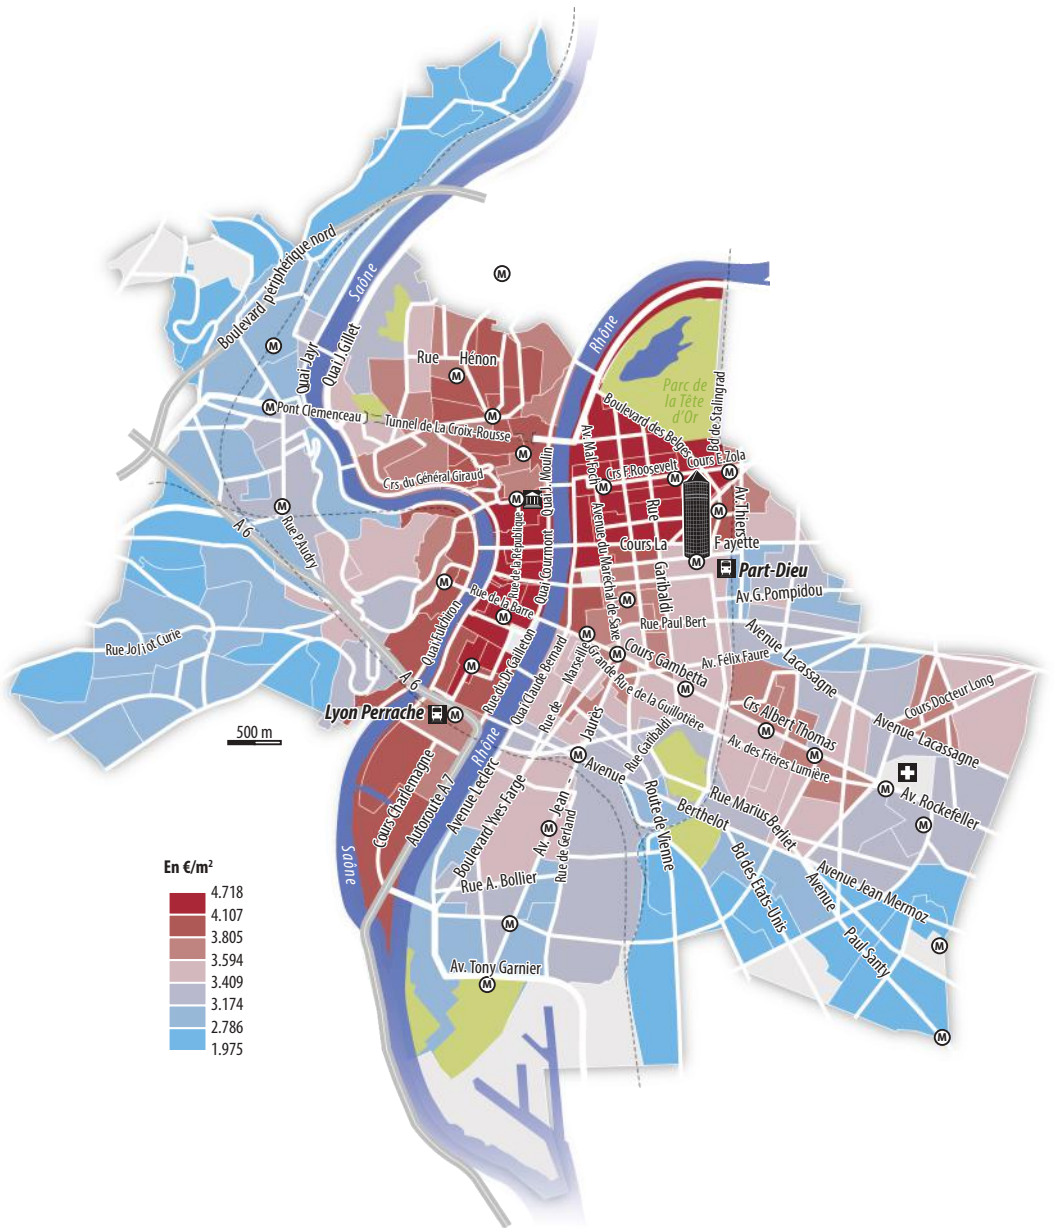 Saône
Boulevard périphérique nord
M
Rhône
M
Quai Jayr
Quai J. Gillet
Rue Hénon
M
Parc de
la Tête
d'Or
Bd de Stalingrad
M
Pont Clemenceau
Tunnel de La Croix-Rousse
M
Boulevard des Belges
Av. Mal Foch
M
Cours E.Zola
Crs F.Roosevelt
M
M
M
Crs du Général Giraud
Quai J. Moulin
M
M
Rue P.Audry
A 6
Av. Thiers
M
Rue de la République
Quai Courmont
Avenue du Maréchal de Saxe
Rue Garibaldi
Cours La Fayette
M
Part-Dieu
M
Rue de la Barre
M
M
Av.G.Pompidou
Rue Paul Bert
Rue Joliot Curie
Quai Fulchiron
M
M
Cours Gambetta
Av. Félix Faure
Avenue Lacassagne
M
A 6
Rue du Dr Gailleton
Quai Claude Bernard
Rue de Marseille
Grande Rue de la Guillotière
M
Cours Docteur Long
Lyon Perrache
M
Crs Albert Thomas
M
Avenue Lacassagne
500 m
Rhône
Jaurès
Rue Garibaldi
Av. des Frères Lumière
M
M
Avenue
Berthelot
Cours Charlemagne
Autoroute A 7
Avenue Leclerc
Boulevard Yves Farge
Av. Jean
M
Rue de Gerland
Route de Vienne
Rue Marius Berliet
M
Av. Rockefeller
M
Saône
Bd des Etats-Unis
Avenue Jean Mermoz
Avenue Paul Santy
Rue A. Bollier
M
M
Av. Tony Garnier
M
M
En €/m²
4.718
4.107
3.805
3.594
3.409
3.174
2.786
1.975